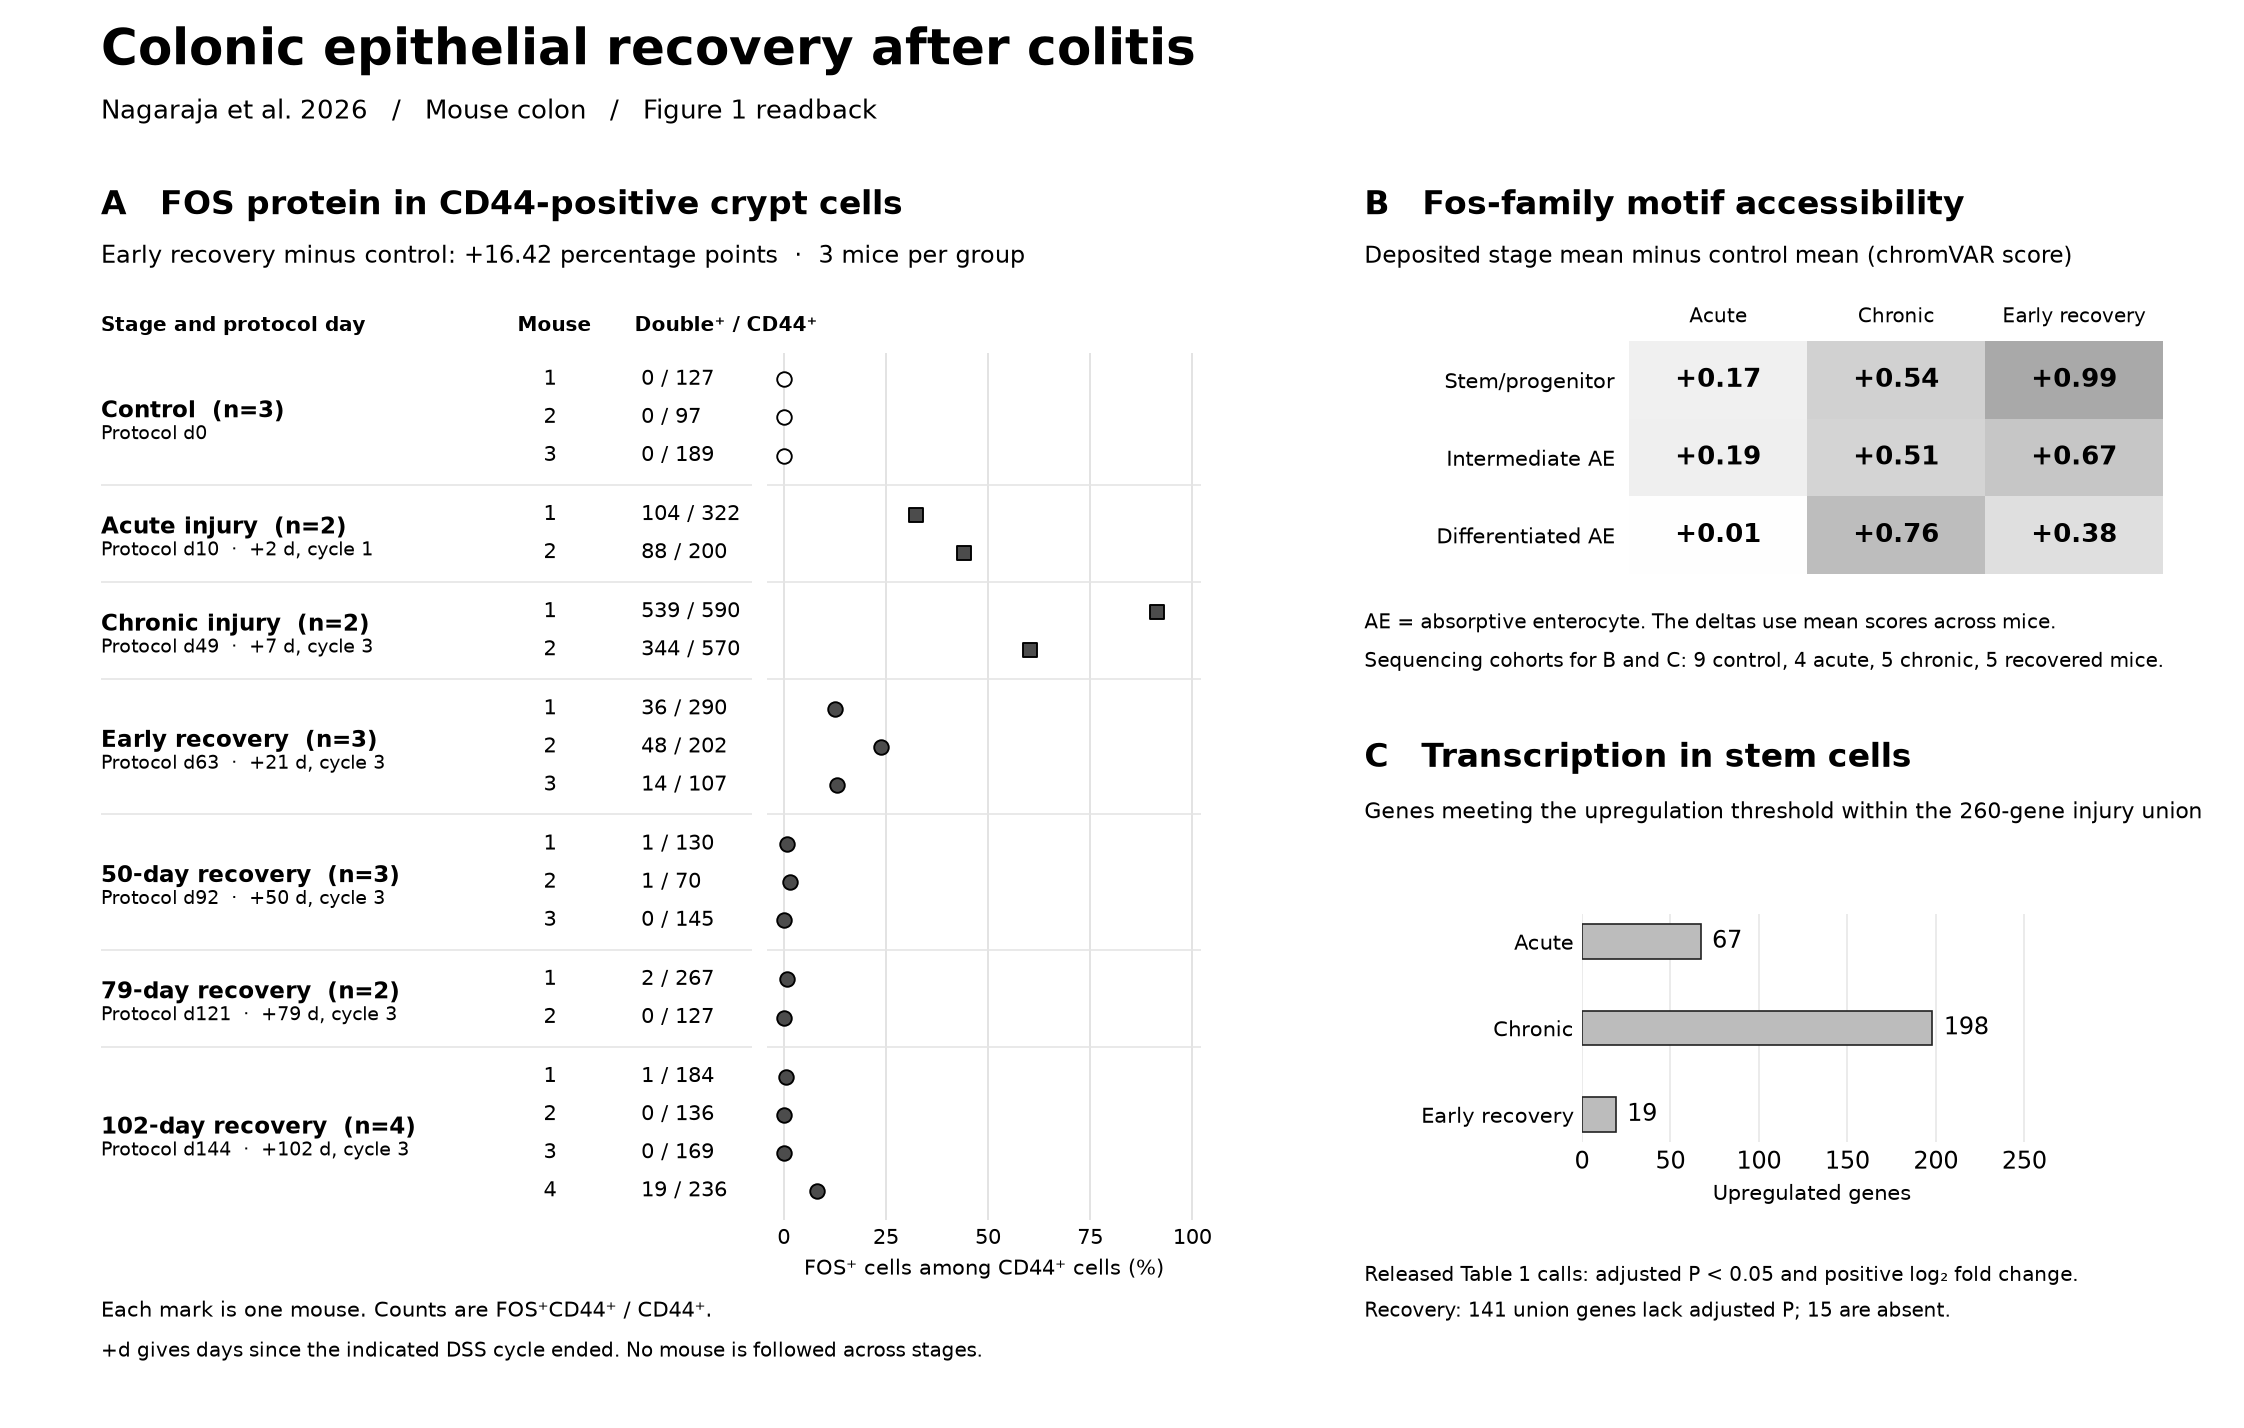 Colonic epithelial recovery after colitis
Nagaraja et al. 2026 / Mouse colon / Figure 1 readback
A FOS protein in CD44-positive crypt cells
Early recovery minus control: +16.42 percentage points · 3 mice per group
Stage and protocol day Mouse Double⁺ / CD44⁺
Control (n=3)
Protocol d0
1 0 / 127
2 0 / 97
3 0 / 189
Acute injury (n=2)
Protocol d10 · +2 d, cycle 1
1 104 / 322
2 88 / 200
Chronic injury (n=2)
Protocol d49 · +7 d, cycle 3
1 539 / 590
2 344 / 570
Early recovery (n=3)
Protocol d63 · +21 d, cycle 3
1 36 / 290
2 48 / 202
3 14 / 107
50-day recovery (n=3)
Protocol d92 · +50 d, cycle 3
1 1 / 130
2 1 / 70
3 0 / 145
79-day recovery (n=2)
Protocol d121 · +79 d, cycle 3
1 2 / 267
2 0 / 127
102-day recovery (n=4)
Protocol d144 · +102 d, cycle 3
1 1 / 184
2 0 / 136
3 0 / 169
4 19 / 236
0 25 50 75 100
FOS⁺ cells among CD44⁺ cells (%)
Each mark is one mouse. Counts are FOS⁺CD44⁺ / CD44⁺.
+d gives days since the indicated DSS cycle ended. No mouse is followed across stages.
B Fos-family motif accessibility
Deposited stage mean minus control mean (chromVAR score)
Acute Chronic Early recovery
Stem/progenitor +0.17 +0.54 +0.99
Intermediate AE +0.19 +0.51 +0.67
Differentiated AE +0.01 +0.76 +0.38
AE = absorptive enterocyte. The deltas use mean scores across mice.
Sequencing cohorts for B and C: 9 control, 4 acute, 5 chronic, 5 recovered mice.
C Transcription in stem cells
Genes meeting the upregulation threshold within the 260-gene injury union
Acute 67
Chronic 198
Early recovery 19
0 50 100 150 200 250
Upregulated genes
Released Table 1 calls: adjusted P < 0.05 and positive log₂ fold change.
Recovery: 141 union genes lack adjusted P; 15 are absent.